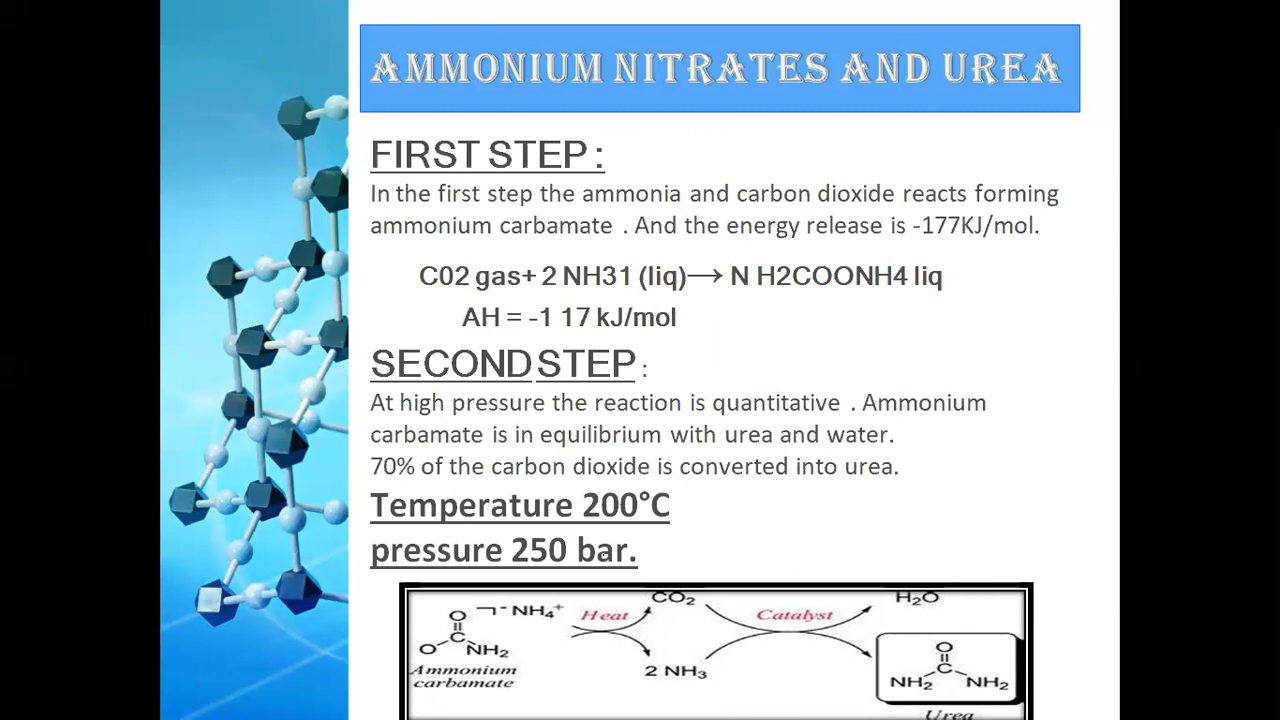 AMMONIUM NITRATES AND UREA
FIRST STEP :
In the first step the ammonia and carbon dioxide reacts forming
ammonium carbamate . And the energy release is -177KJ/mol.
C02 gas+ 2 NH31 (liq)⟶ N H2COONH4 liq
AH = -1 17 kJ/mol
SECOND STEP :
At high pressure the reaction is quantitative . Ammonium
carbamate is in equilibrium with urea and water.
70% of the carbon dioxide is converted into urea.
Temperature 200°C
pressure 250 bar.
O ¬- NH₄⁺ Heat CO₂ Catalyst H₂O
C
O NH₂
Ammonium
carbamate
2 NH₃
O
C
NH₂ NH₂
Urea